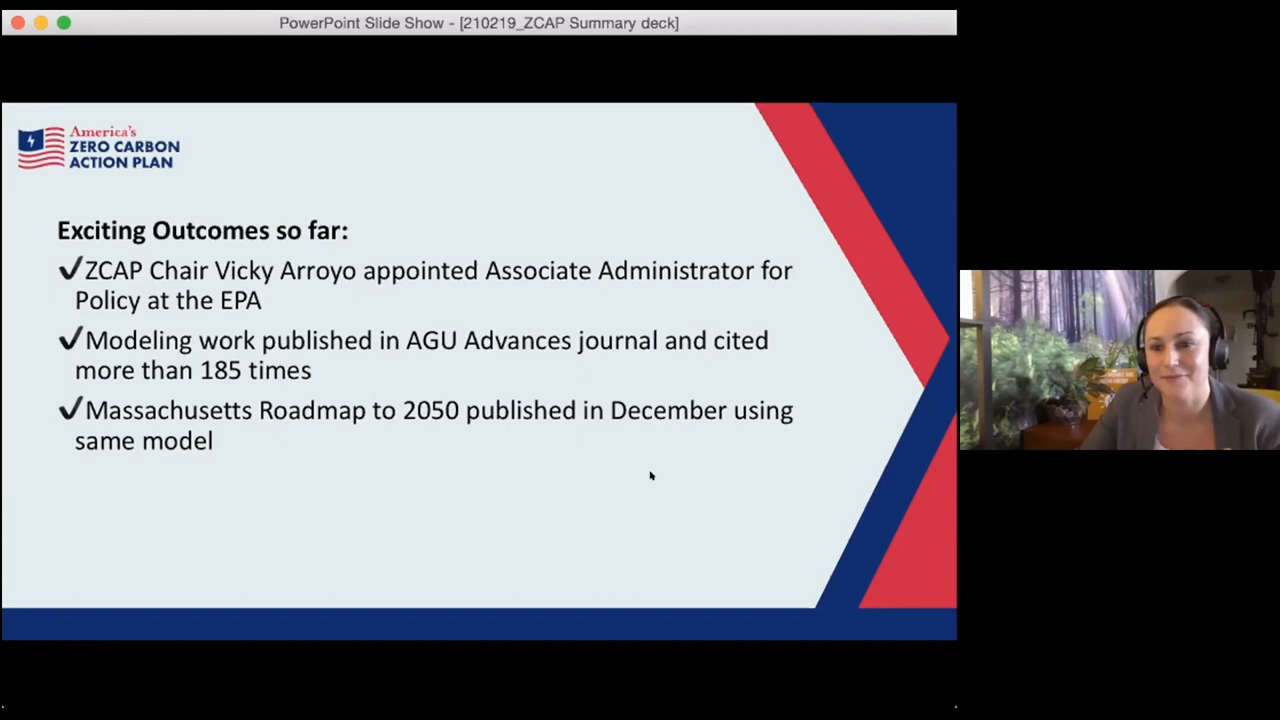 PowerPoint Slide Show - [210219_ZCAP Summary deck]
America's
ZERO CARBON
ACTION PLAN
Exciting Outcomes so far:
✔ZCAP Chair Vicky Arroyo appointed Associate Administrator for
Policy at the EPA
✔Modeling work published in AGU Advances journal and cited
more than 185 times
✔Massachusetts Roadmap to 2050 published in December using
same model